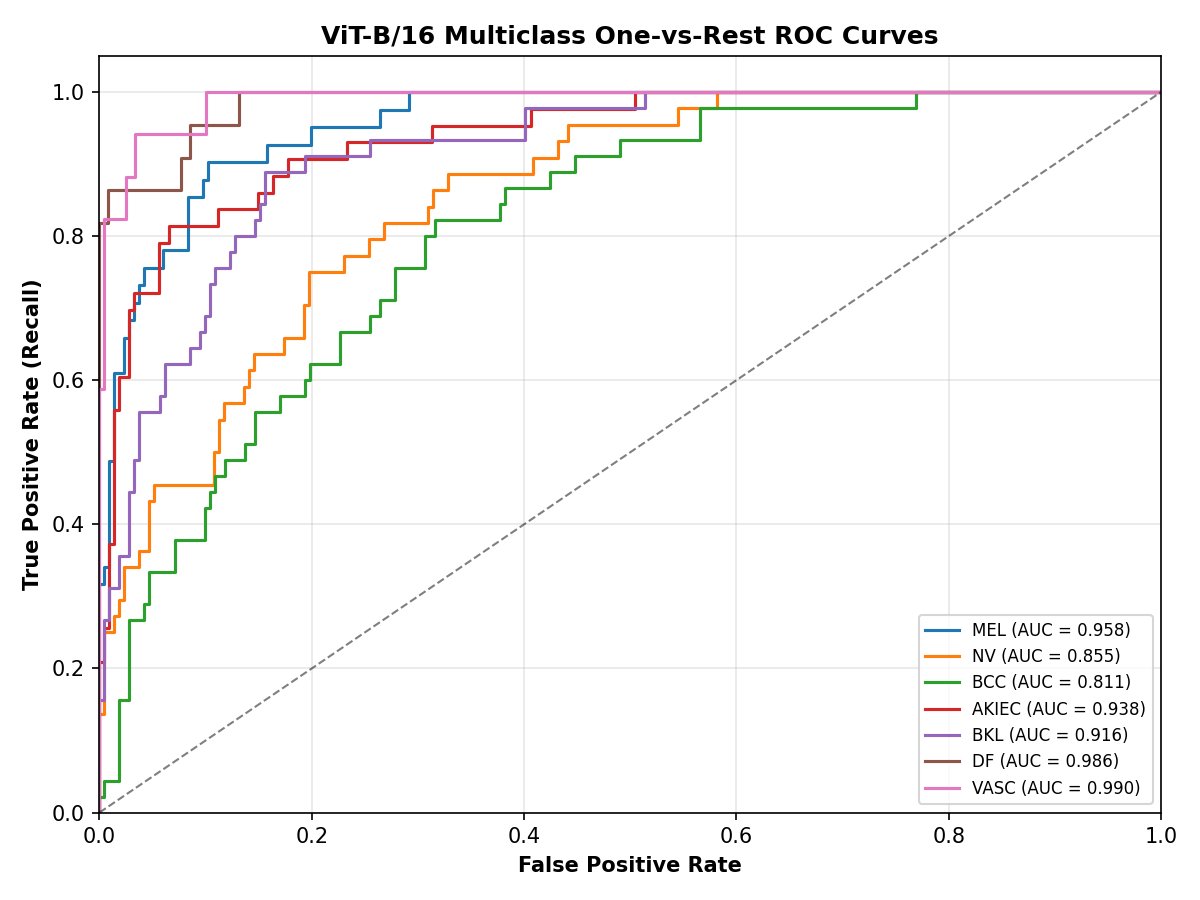 ViT-B/16 Multiclass One-vs-Rest ROC Curves
True Positive Rate (Recall)
1.0
0.8
0.6
0.4
0.2
0.0
0.0 0.2 0.4 0.6 0.8 1.0
False Positive Rate
MEL (AUC = 0.958)
NV (AUC = 0.855)
BCC (AUC = 0.811)
AKIEC (AUC = 0.938)
BKL (AUC = 0.916)
DF (AUC = 0.986)
VASC (AUC = 0.990)